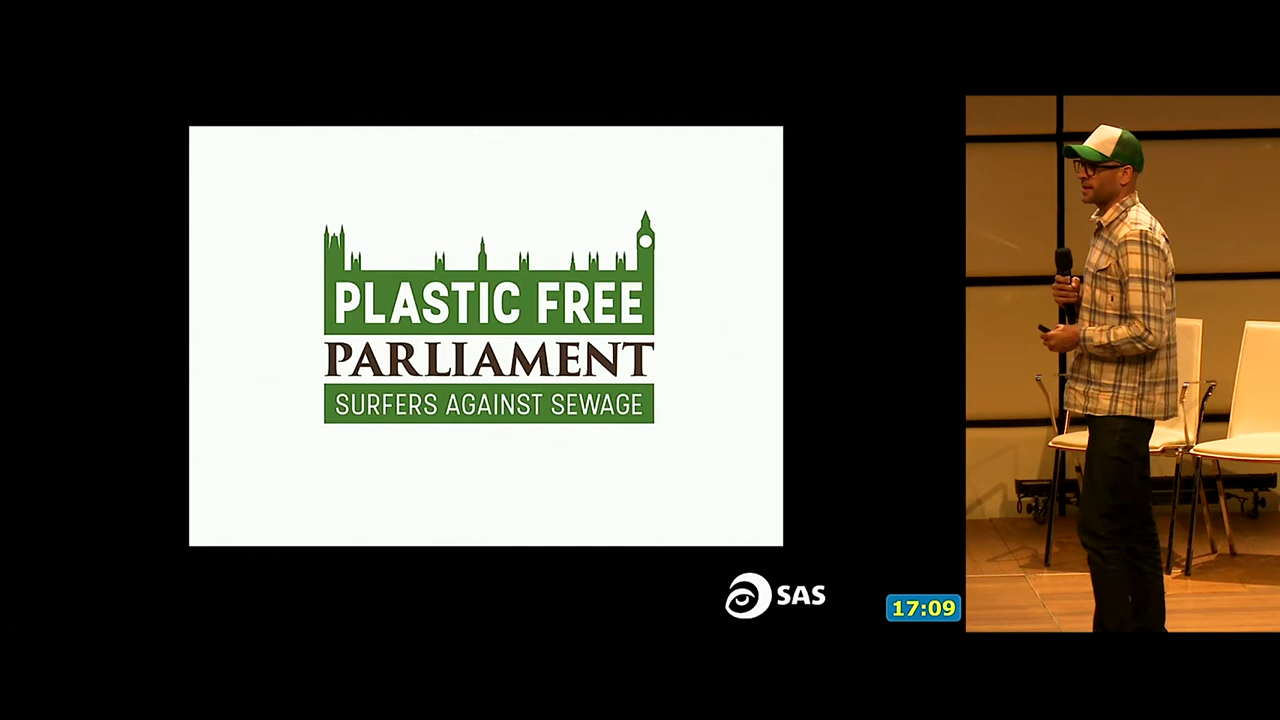 PLASTIC FREE
PARLIAMENT
SURFERS AGAINST SEWAGE
SAS
17:09